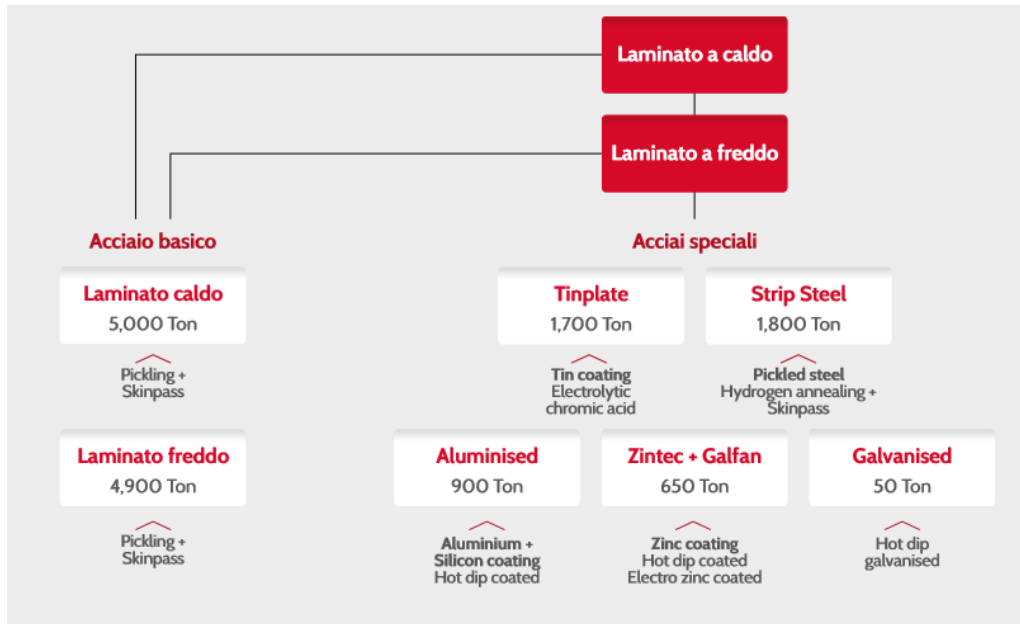 Laminato a caldo
Laminato a freddo
Acciaio basico
Acciai speciali
Laminato caldo
5,000 Ton
Pickling +
Skinpass
Tinplate
1,700 Ton
Tin coating
Electrolytic
chromic acid
Strip Steel
1,800 Ton
Pickled steel
Hydrogen annealing +
Skinpass
Laminato freddo
4,900 Ton
Pickling +
Skinpass
Aluminised
900 Ton
Aluminium +
Silicon coating
Hot dip coated
Zintec + Galfan
650 Ton
Zinc coating
Hot dip coated
Electro zinc coated
Galvanised
50 Ton
Hot dip
galvanised